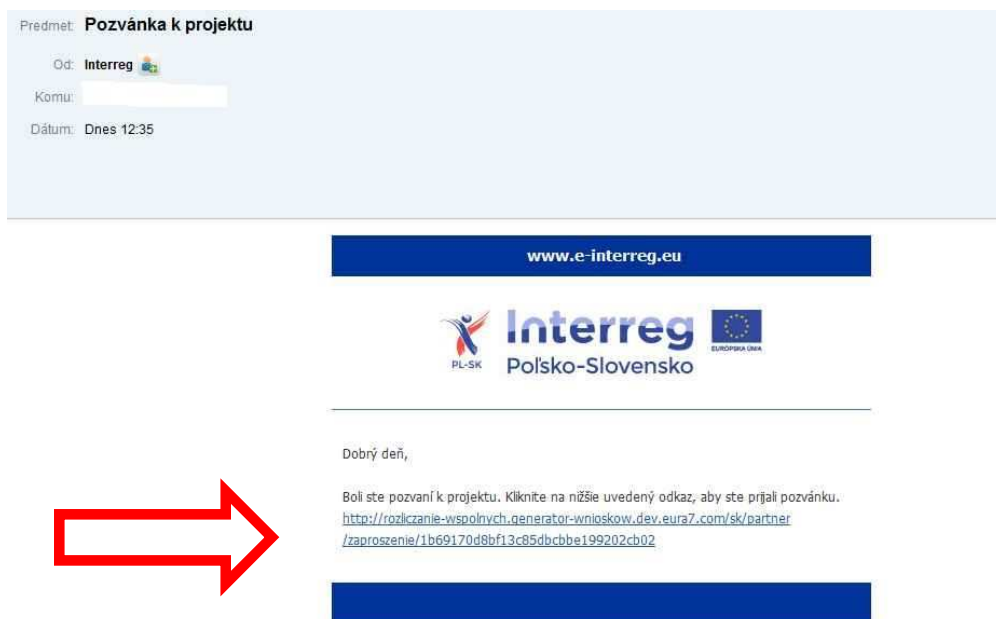 Predmet: Pozvánka k projektu
Od: Interreg
Komu:
Dátum: Dnes 12:35
www.e-interreg.eu
Interreg
EURÓPSKA ÚNIA
PL-SK
Poľsko-Slovensko
Dobrý deň,
Boli ste pozvaní k projektu. Kliknite na nižšie uvedený odkaz, aby ste prijali pozvánku.
http://rozliczanie-wspolnych.generator-wnioskow.dev.eura7.com/sk/partner
/zaproszenie/1b69170d8bf13c85dbcbbe199202cb02